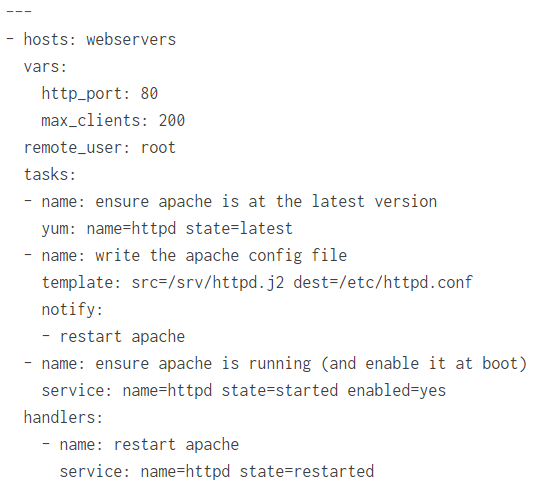 ---
- hosts: webservers
  vars:
    http_port: 80
    max_clients: 200
  remote_user: root
  tasks:
  - name: ensure apache is at the latest version
    yum: name=httpd state=latest
  - name: write the apache config file
    template: src=/srv/httpd.j2 dest=/etc/httpd.conf
    notify:
    - restart apache
  - name: ensure apache is running (and enable it at boot)
    service: name=httpd state=started enabled=yes
  handlers:
    - name: restart apache
      service: name=httpd state=restarted